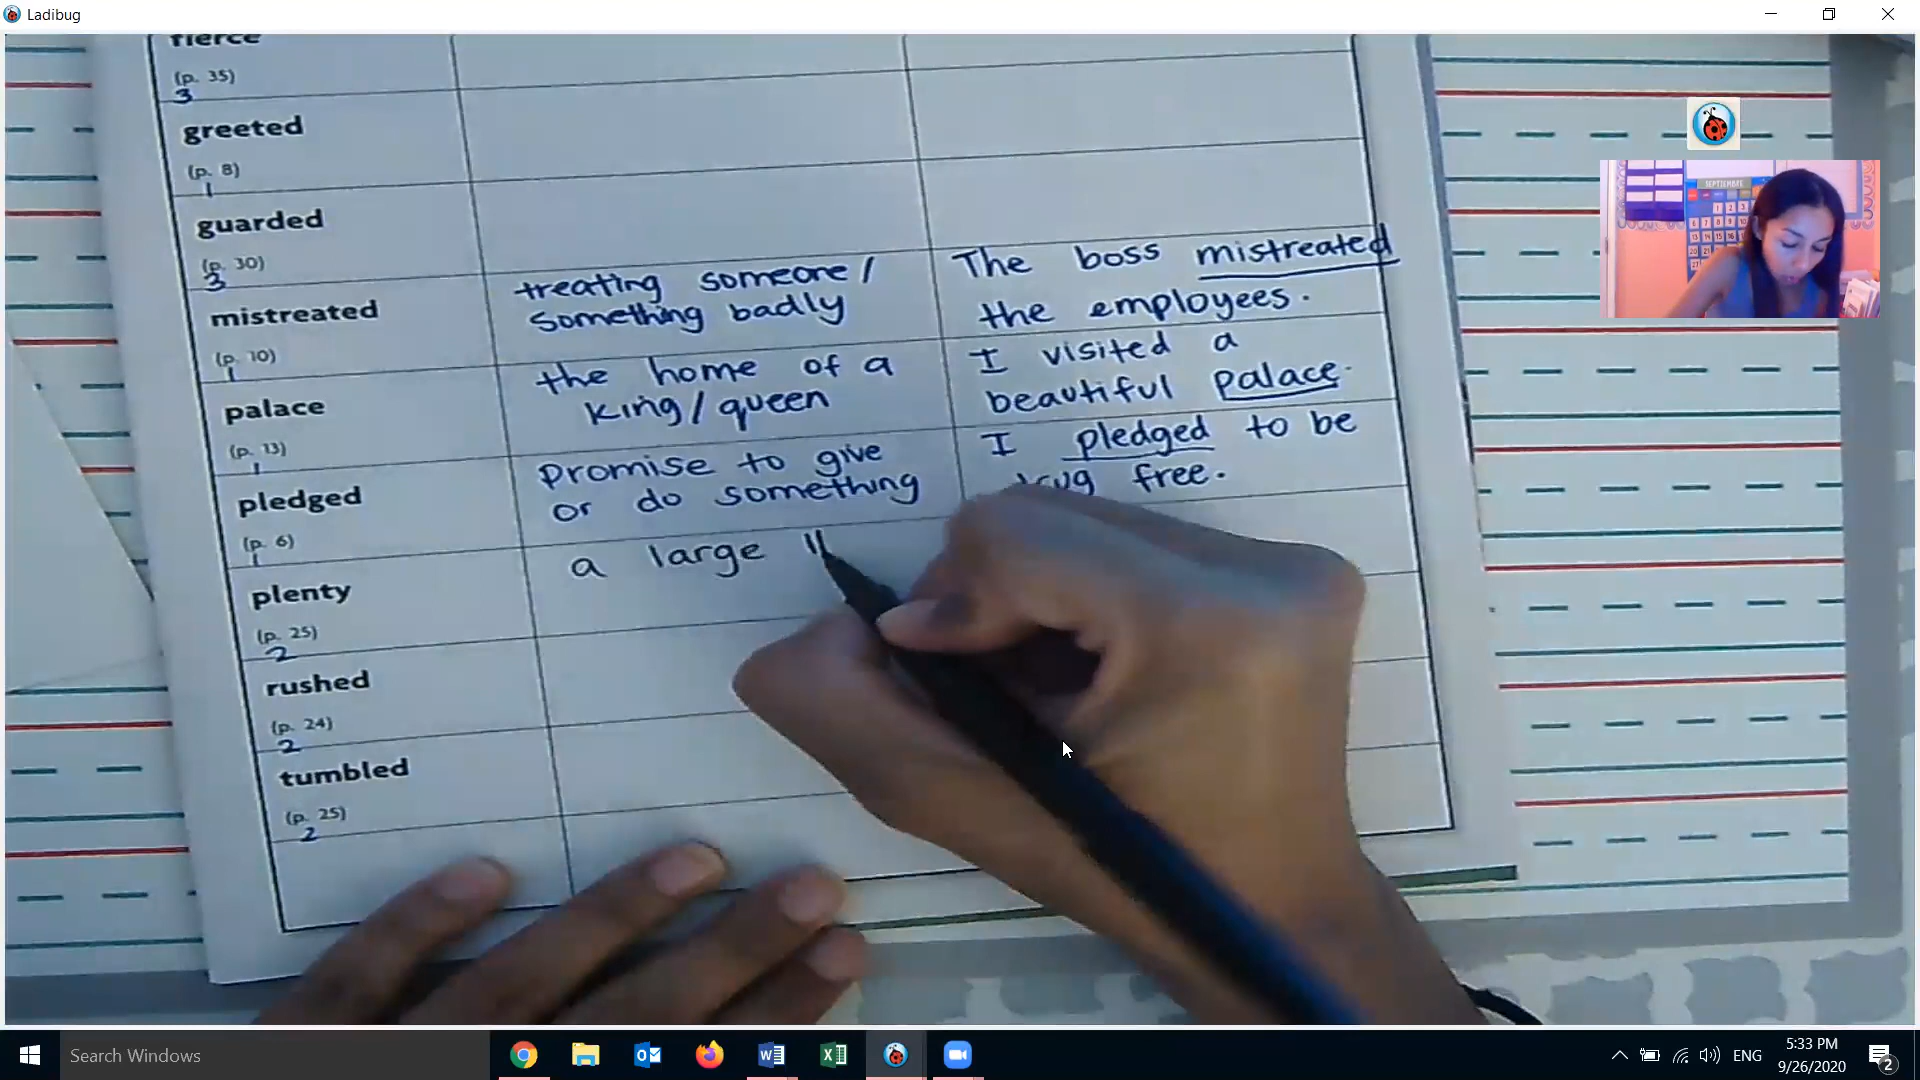 Ladibug
fierce
(p. 35)
3
greeted
(p. 8)
1
guarded
(p. 30)
3
mistreated
(p. 10)
1
treating someone/
something badly
The boss mistreated
the employees.
palace
(p. 13)
1
the home of a
king/queen
I visited a
beautiful palace.
pledged
(p. 6)
1
promise to give
or do something
I pledged to be
drug free.
plenty
(p. 25)
2
a large
rushed
(p. 24)
2
tumbled
(p. 25)
2
SEPTIEMBRE
Search Windows
ENG
5:33 PM
9/26/2020
2